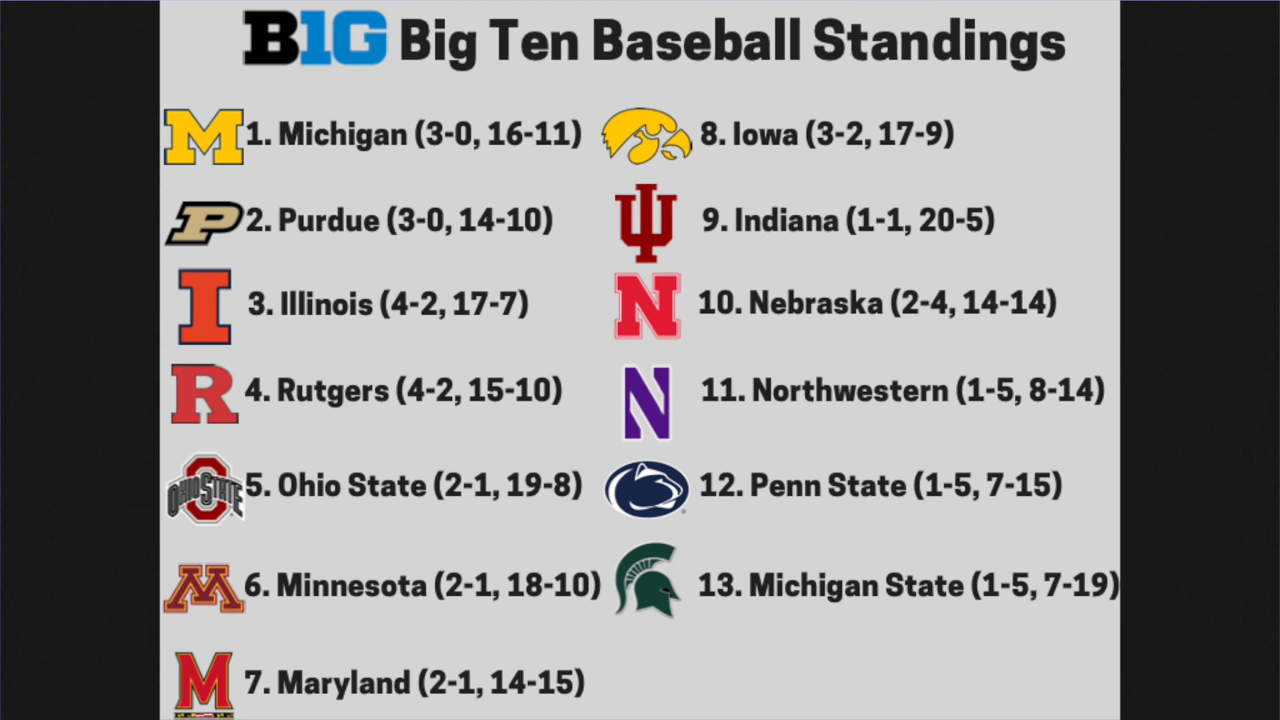 B1G Big Ten Baseball Standings
1. Michigan (3-0, 16-11)
2. Purdue (3-0, 14-10)
3. Illinois (4-2, 17-7)
4. Rutgers (4-2, 15-10)
OHIO STATE
5. Ohio State (2-1, 19-8)
6. Minnesota (2-1, 18-10)
7. Maryland (2-1, 14-15)
8. Iowa (3-2, 17-9)
9. Indiana (1-1, 20-5)
10. Nebraska (2-4, 14-14)
11. Northwestern (1-5, 8-14)
12. Penn State (1-5, 7-15)
13. Michigan State (1-5, 7-19)